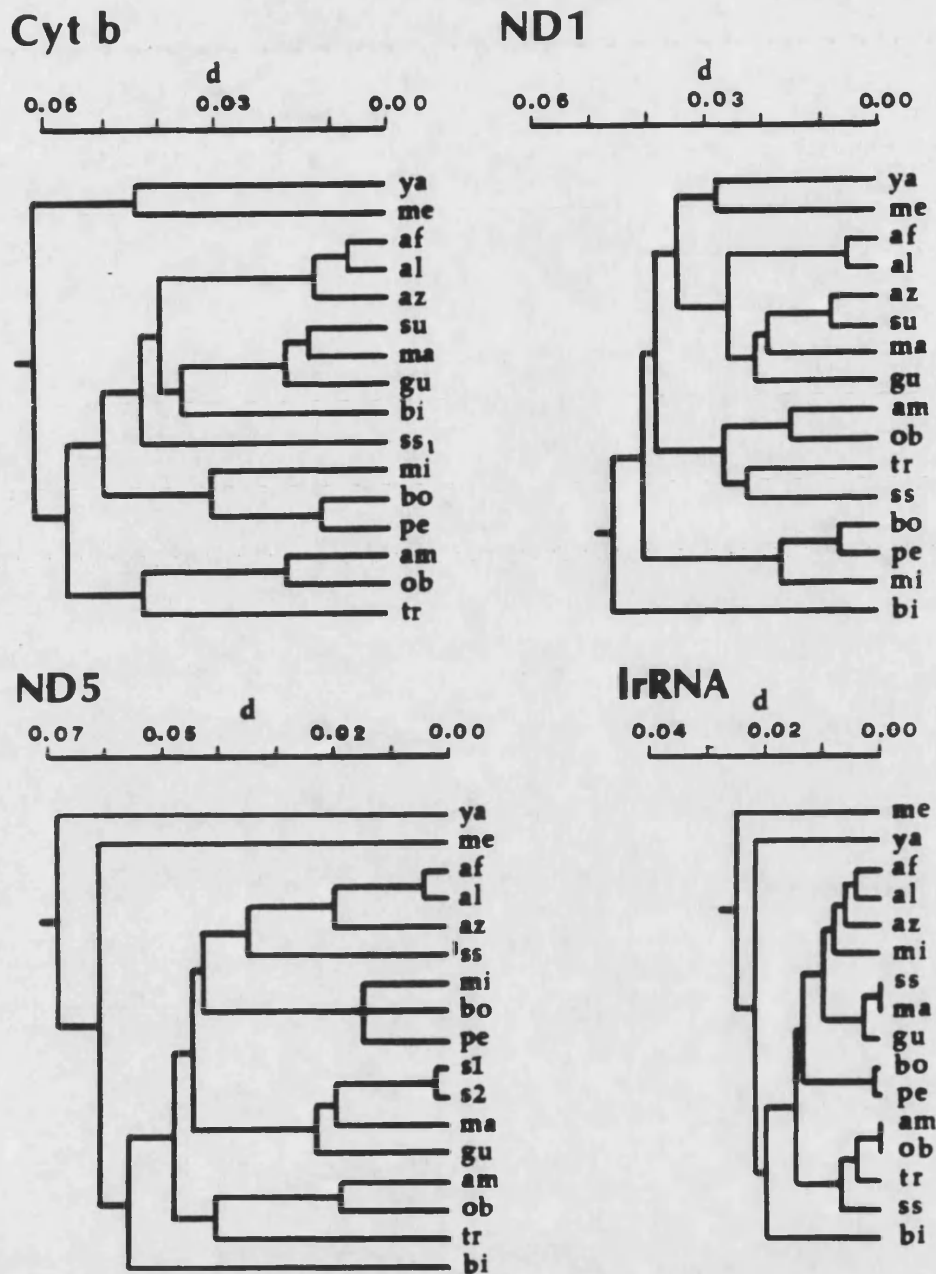 Cyt b
d
0.06 0.03 0.00
ya
me
af
al
az
su
ma
gu
bi
ss1
mi
bo
pe
am
ob
tr
ND1
d
0.06 0.03 0.00
ya
me
af
al
az
su
ma
gu
am
ob
tr
ss
bo
pe
mi
bi
ND5
d
0.07 0.05 0.02 0.00
ya
me
af
al
az
ss
mi
bo
pe
s1
s2
ma
gu
am
ob
tr
bi
lrRNA
d
0.04 0.02 0.00
me
ya
af
al
az
mi
ss
ma
gu
bo
pe
am
ob
tr
ss
bi